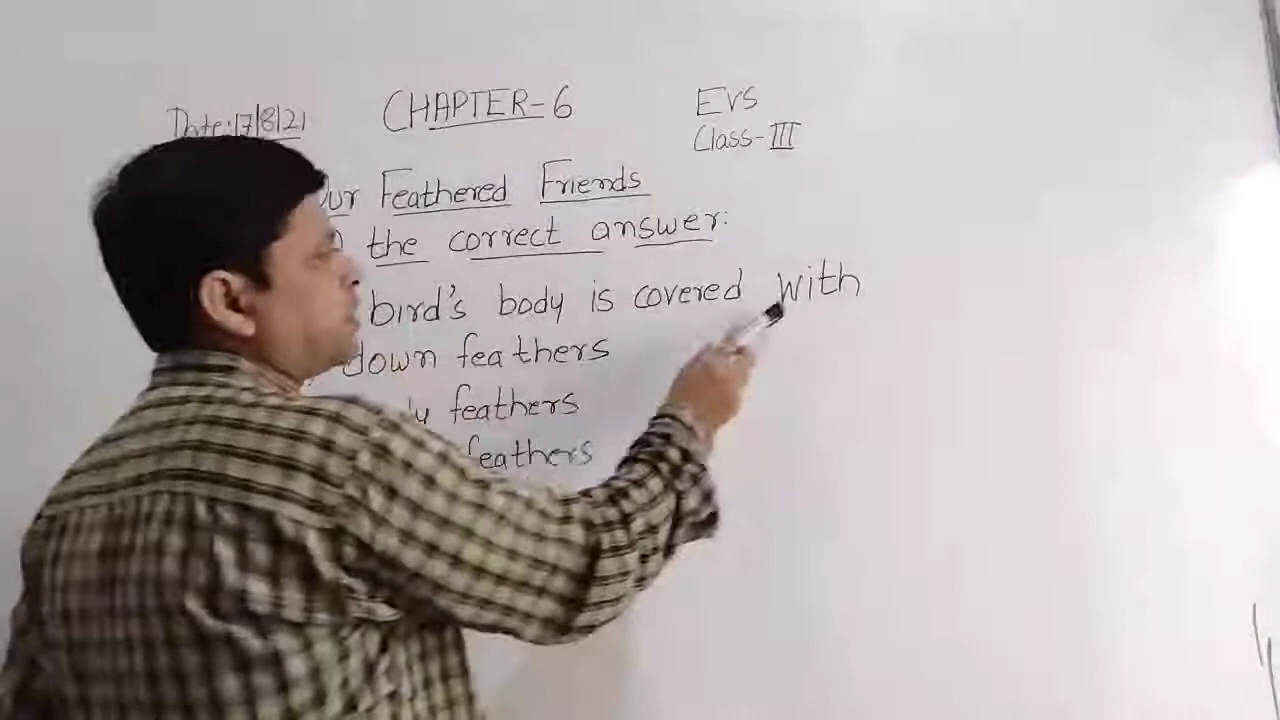 Date: 17/8/21
CHAPTER-6
EVS
Class-III
Our Feathered Friends
the correct answer:
bird's body is covered with
down feathers
feathers
feathers